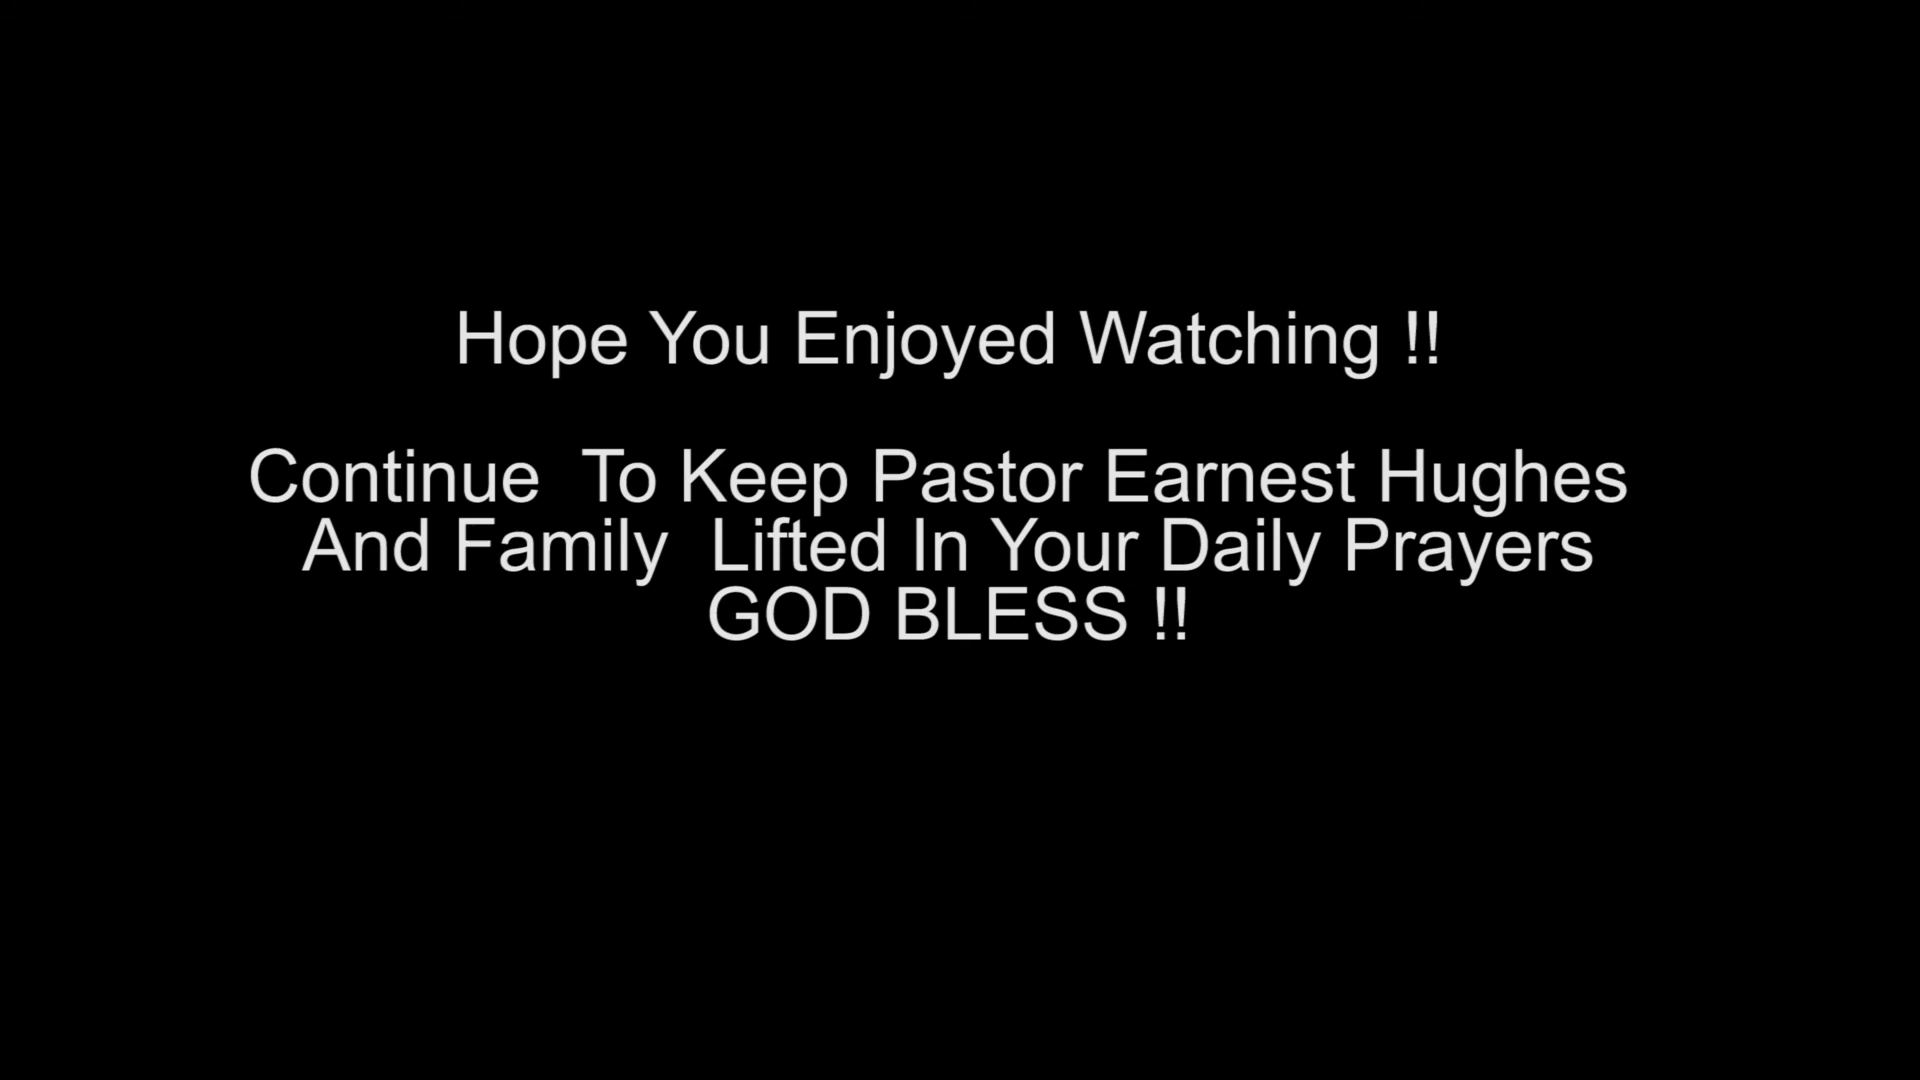 Hope You Enjoyed Watching !!
Continue  To Keep Pastor Earnest Hughes
And Family  Lifted In Your Daily Prayers
GOD BLESS !!